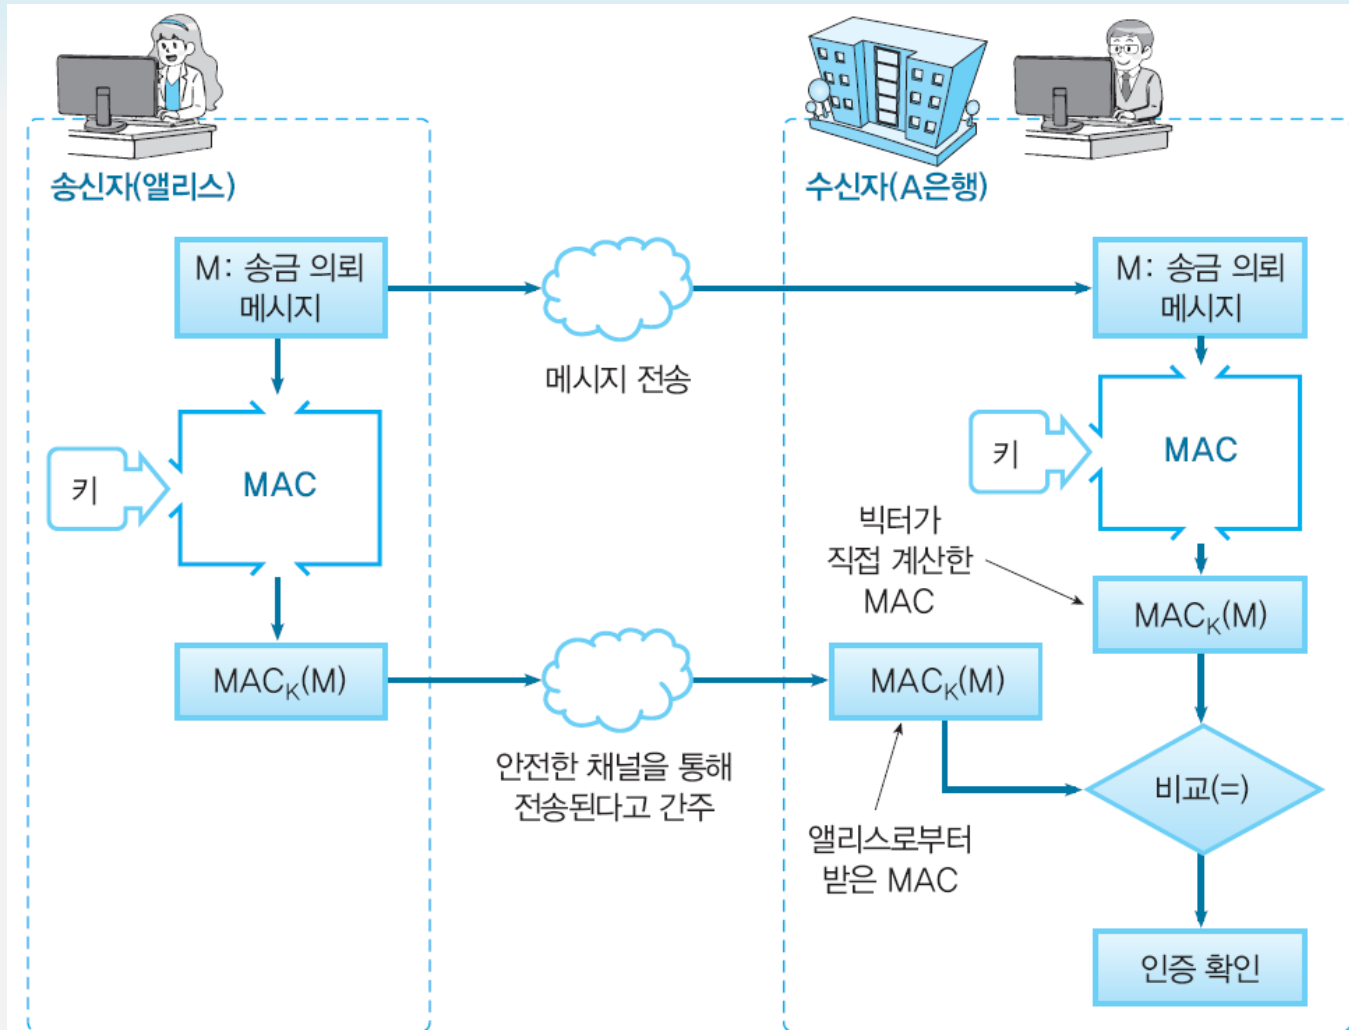 송신자(앨리스)
수신자(A은행)
M: 송금 의뢰
메시지
M: 송금 의뢰
메시지
메시지 전송
키
MAC
키
MAC
빅터가
직접 계산한
MAC
MACK(M)
MACK(M)
MACK(M)
안전한 채널을 통해
전송된다고 간주
비교(=)
앨리스로부터
받은 MAC
인증 확인